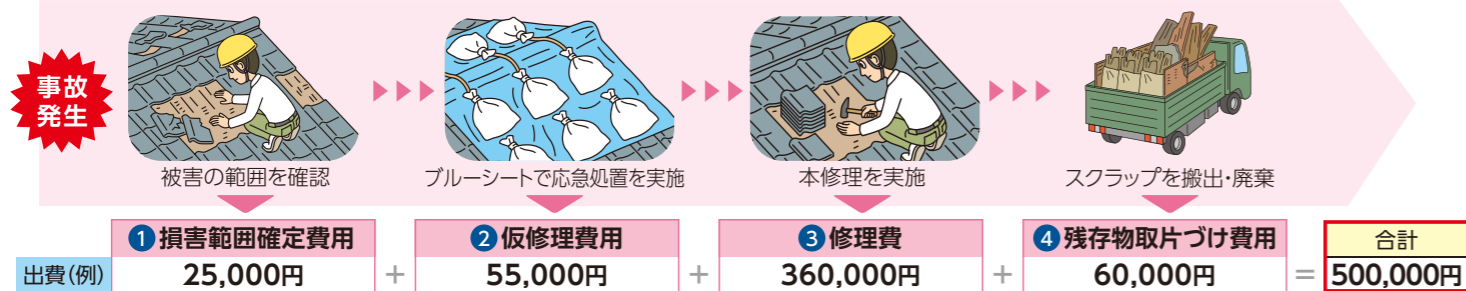 事故
発生
被害の範囲を確認
ブルーシートで応急処置を実施
本修理を実施
スクラップを搬出・廃棄
1 損害範囲確定費用
2 仮修理費用
3 修理費
4 残存物取片づけ費用
合計
出費(例) 25,000円 + 55,000円 + 360,000円 + 60,000円 = 500,000円